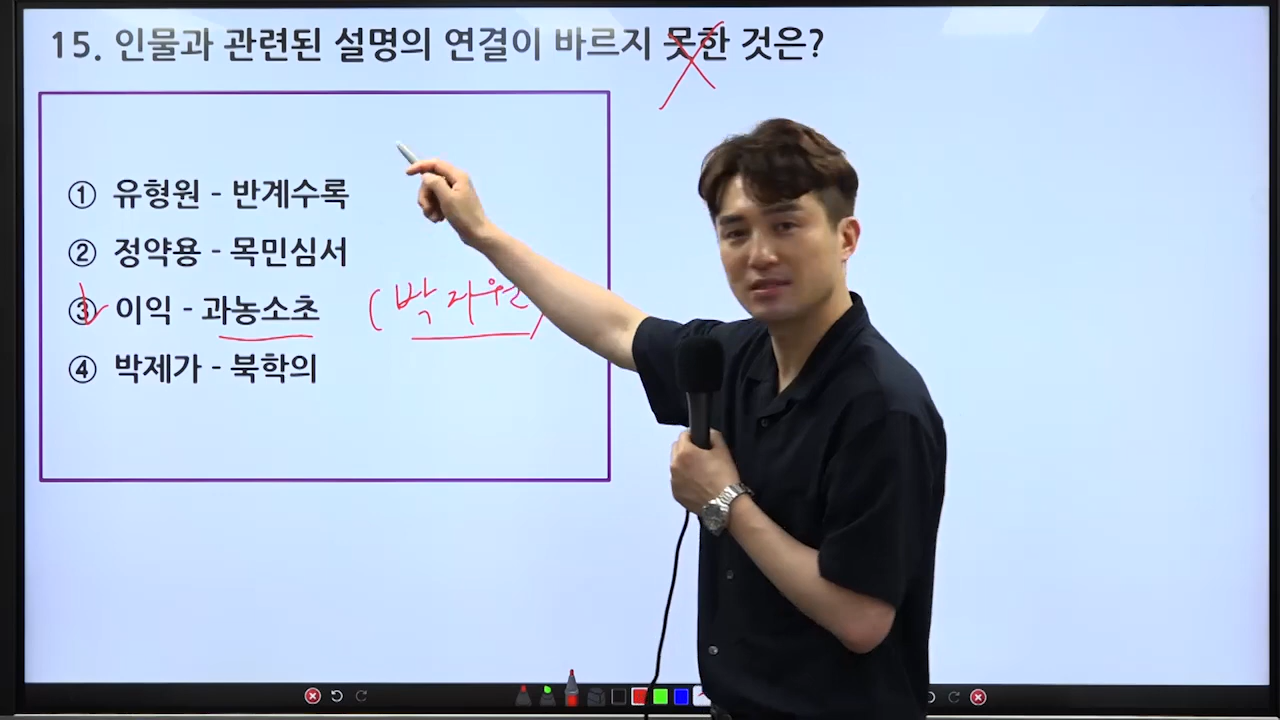 15. 인물과 관련된 설명의 연결이 바르지 못한 것은?
① 유형원 - 반계수록
② 정약용 - 목민심서
③ 이익 - 과농소초 (박지원)
④ 박제가 - 북학의